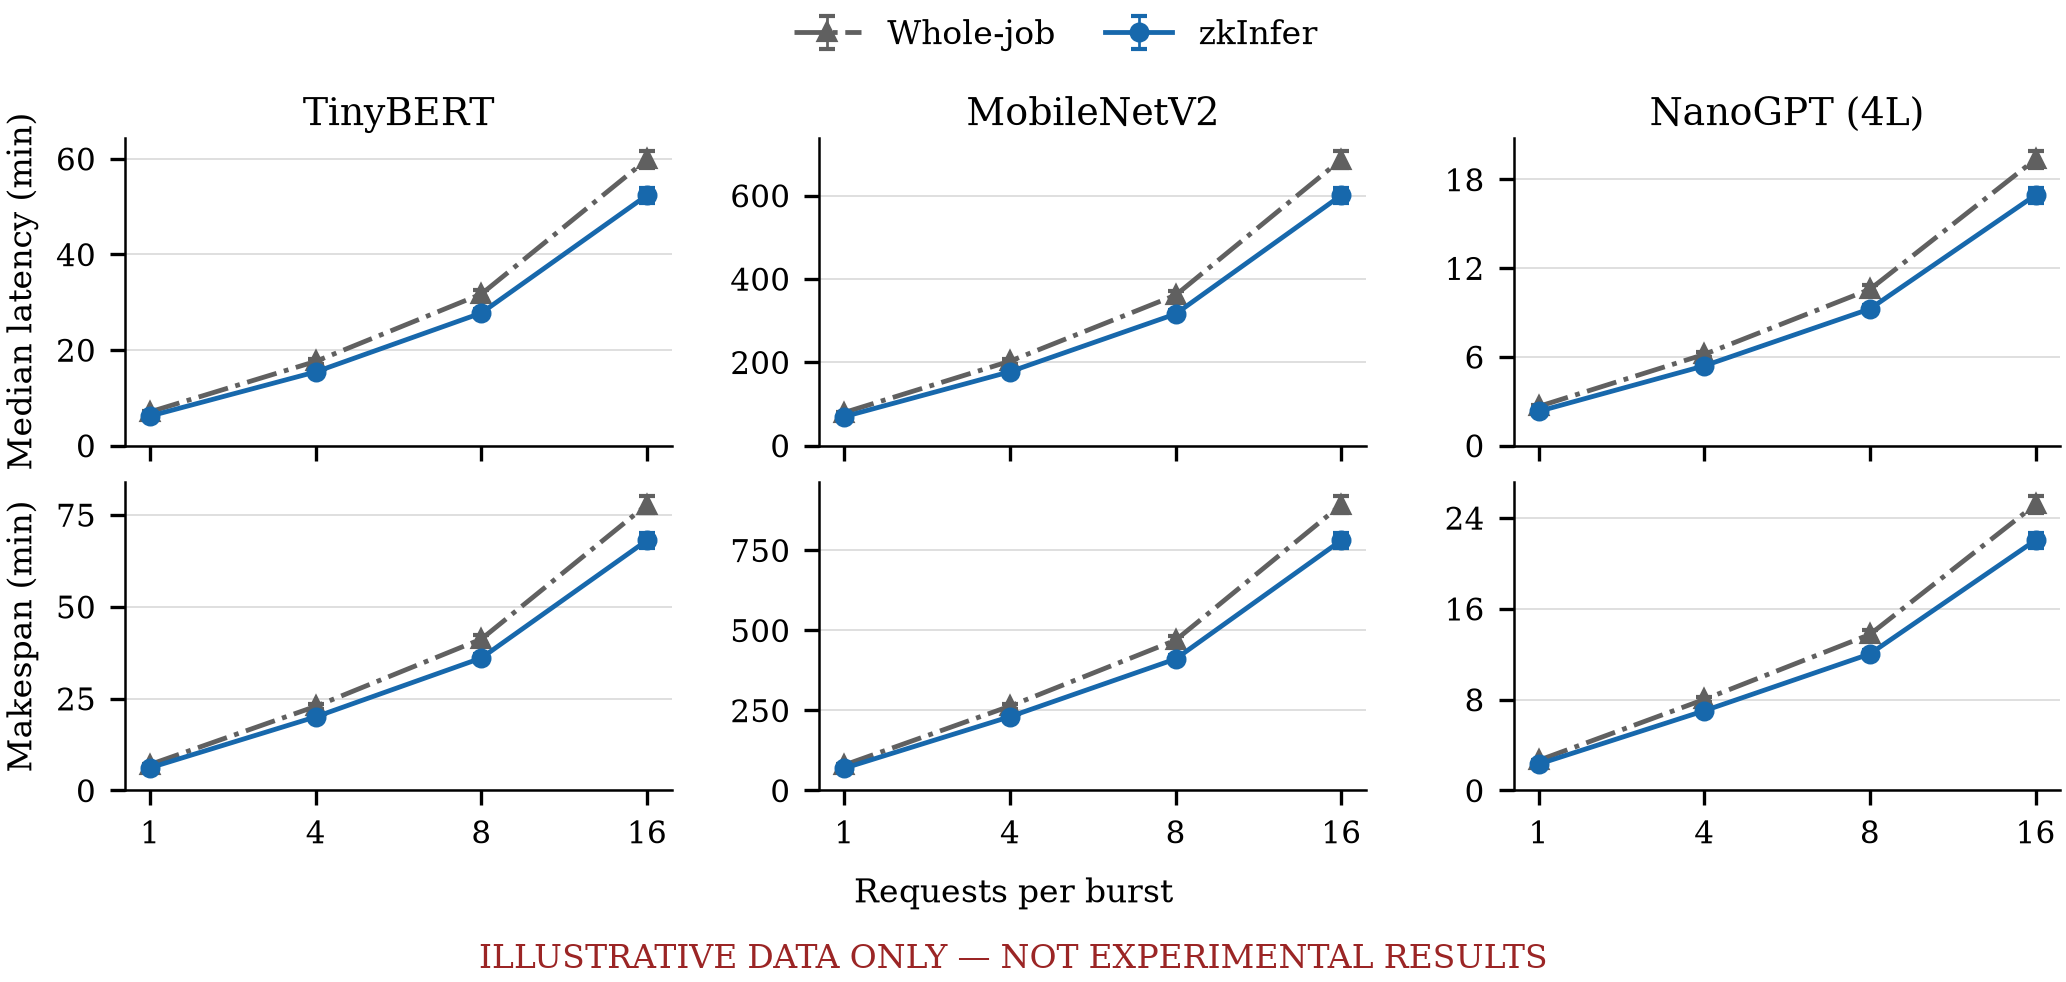 Whole-job zkInfer
TinyBERT MobileNetV2 NanoGPT (4L)
Median latency (min)
60
40
20
0
600
400
200
0
18
12
6
0
Makespan (min)
75
50
25
0
750
500
250
0
24
16
8
0
1 4 8 16
1 4 8 16
1 4 8 16
Requests per burst
ILLUSTRATIVE DATA ONLY — NOT EXPERIMENTAL RESULTS